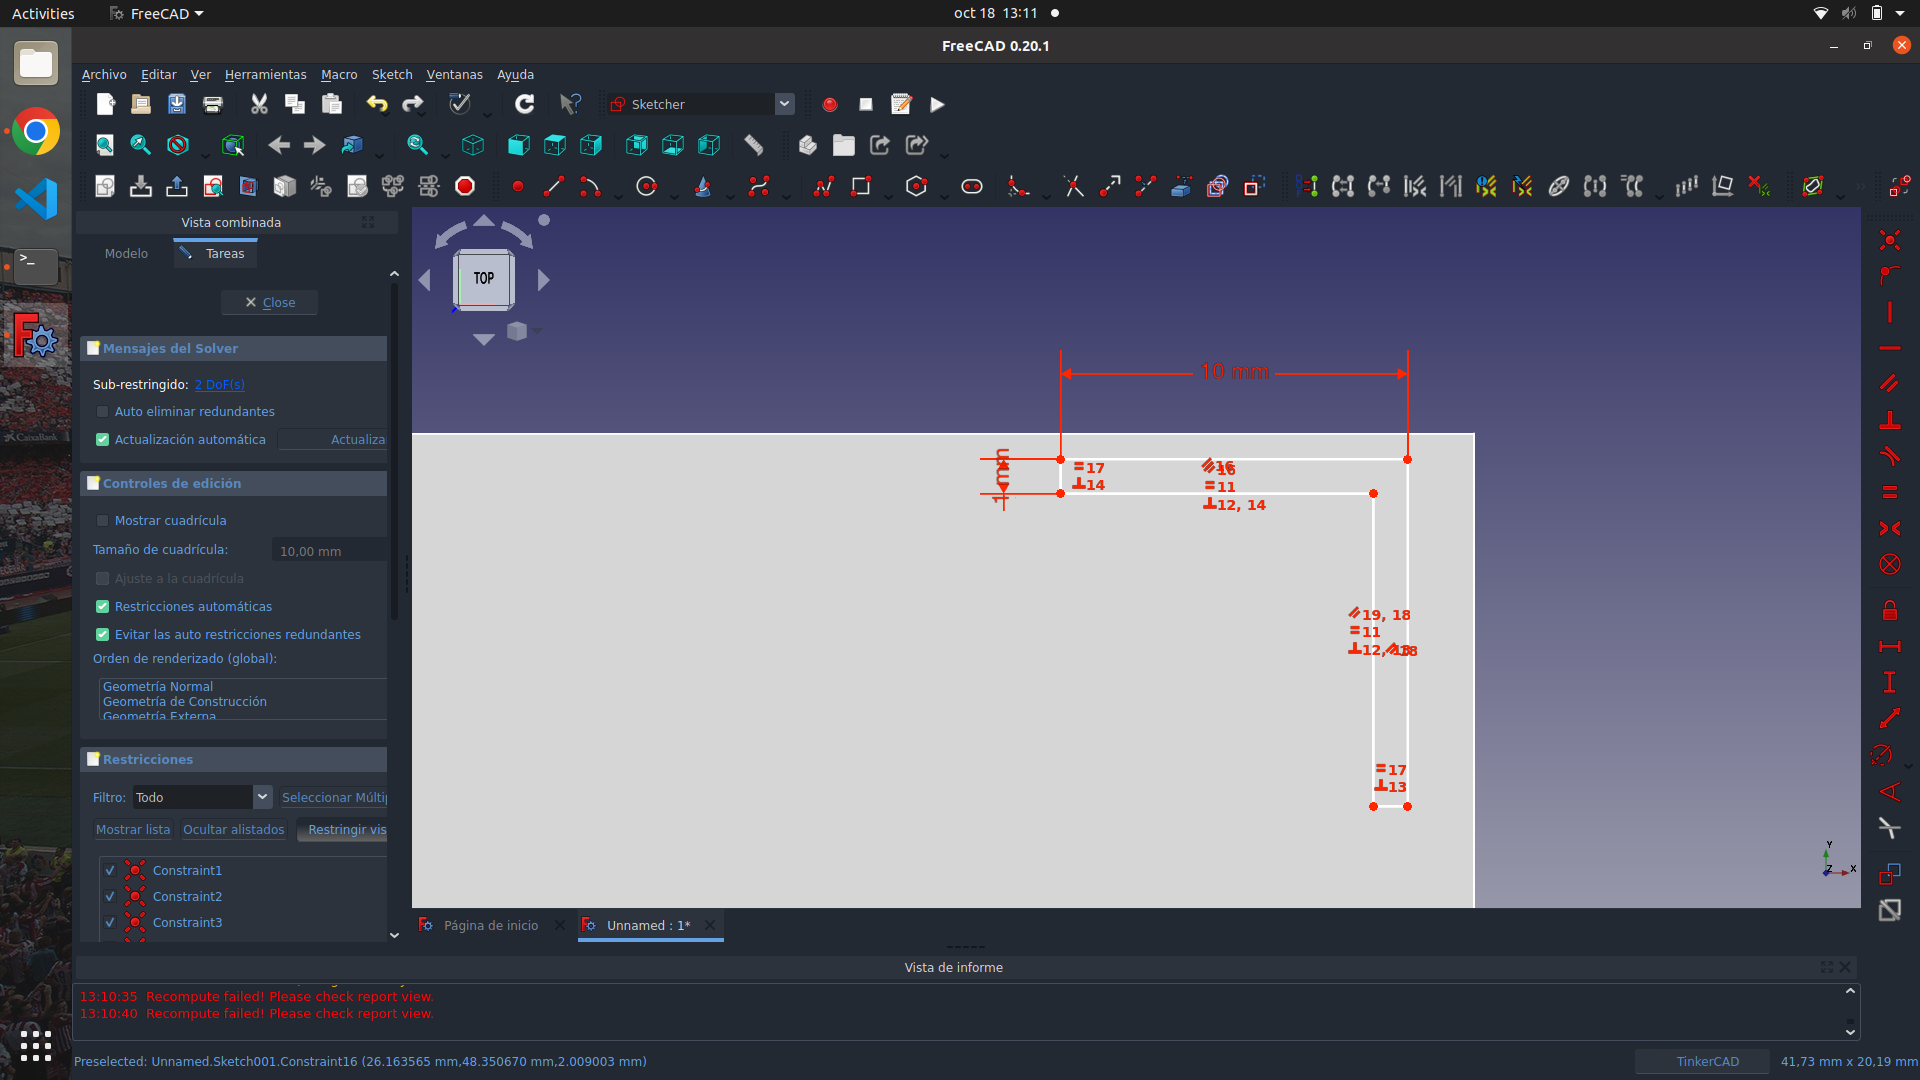 Activities
FreeCAD
oct 18 13:11
FreeCAD 0.20.1
Archivo Editar Ver Herramientas Macro Sketch Ventanas Ayuda
Sketcher
Vista combinada
Modelo
Tareas
Close
Mensajes del Solver
Sub-restringido: 2 DoF(s)
Auto eliminar redundantes
Actualización automática
Actualiza
Controles de edición
Mostrar cuadrícula
Tamaño de cuadrícula:
10,00 mm
Ajuste a la cuadrícula
Restricciones automáticas
Evitar las auto restricciones redundantes
Orden de renderizado (global):
Geometría Normal
Geometría de Construcción
Geometría Externa
Restricciones
Filtro: Todo
Seleccionar Múltip
Mostrar lista
Ocultar alistados
Restringir vis
Constraint1
Constraint2
Constraint3
TOP
10 mm
1 mm
17
14
16
16
11
12, 14
19, 18
11
12, 13
18
17
13
Y
Z
X
Página de inicio
Unnamed : 1*
Vista de informe
13:10:35 Recompute failed! Please check report view.
13:10:40 Recompute failed! Please check report view.
Preselected: Unnamed.Sketch001.Constraint16 (26.163565 mm,48.350670 mm,2.009003 mm)
TinkerCAD
41,73 mm x 20,19 mm
CaixaBank